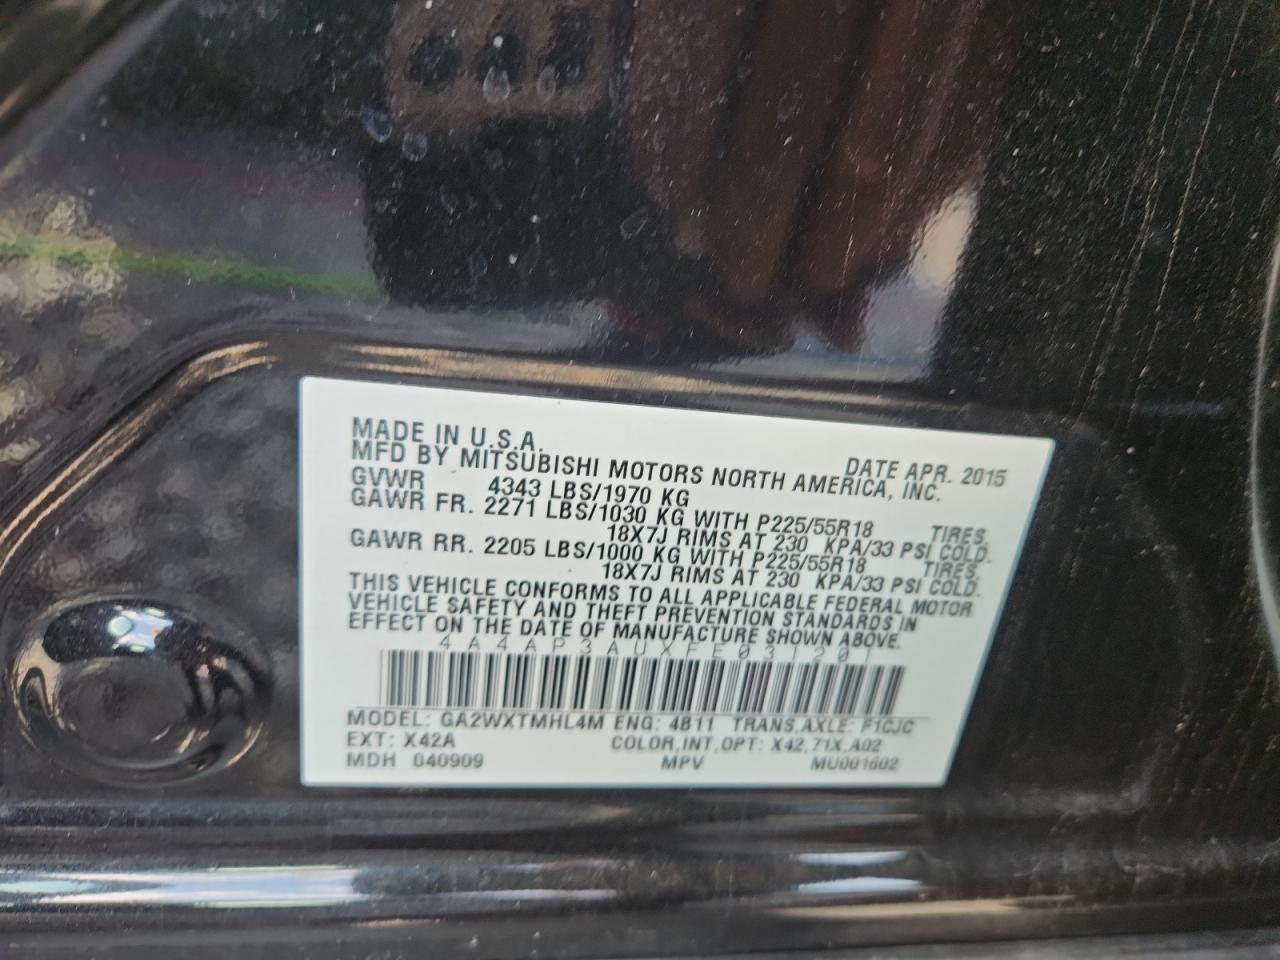 MADE IN U.S.A. DATE APR. 2015
MFD BY MITSUBISHI MOTORS NORTH AMERICA, INC.
GVWR 4343 LBS/1970 KG
GAWR FR. 2271 LBS/1030 KG WITH P225/55R18 TIRES,
18X7J RIMS AT 230 KPA/33 PSI COLD.
GAWR RR. 2205 LBS/1000 KG WITH P225/55R18 TIRES,
18X7J RIMS AT 230 KPA/33 PSI COLD.
THIS VEHICLE CONFORMS TO ALL APPLICABLE FEDERAL MOTOR
VEHICLE SAFETY AND THEFT PREVENTION STANDARDS IN
EFFECT ON THE DATE OF MANUFACTURE SHOWN ABOVE.
4A4AP3AUXFE031201
MODEL: GA2WXTMHL4M ENG: 4B11 TRANS,AXLE: F1CJC
EXT: X42A COLOR,INT,OPT: X42,71X,A02
MDH 040909 MPV MU001602